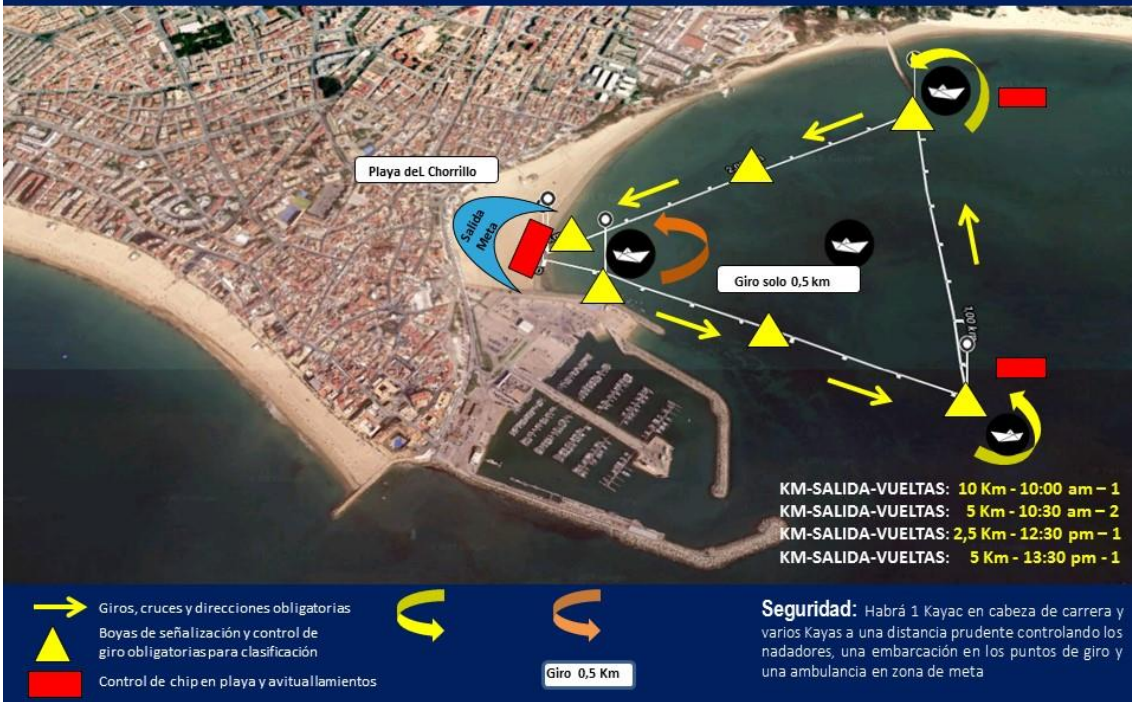 Playa deL Chorrillo
Salida
Meta
Giro solo 0,5 km
1,00 km
KM-SALIDA-VUELTAS: 10 Km - 10:00 am – 1
KM-SALIDA-VUELTAS: 5 Km - 10:30 am – 2
KM-SALIDA-VUELTAS: 2,5 Km - 12:30 pm – 1
KM-SALIDA-VUELTAS: 5 Km - 13:30 pm - 1
Giros, cruces y direcciones obligatorias
Boyas de señalización y control de
giro obligatorias para clasificación
Control de chip en playa y avituallamientos
Giro 0,5 Km
Seguridad: Habrá 1 Kayac en cabeza de carrera y
varios Kayas a una distancia prudente controlando los
nadadores, una embarcación en los puntos de giro y
una ambulancia en zona de meta